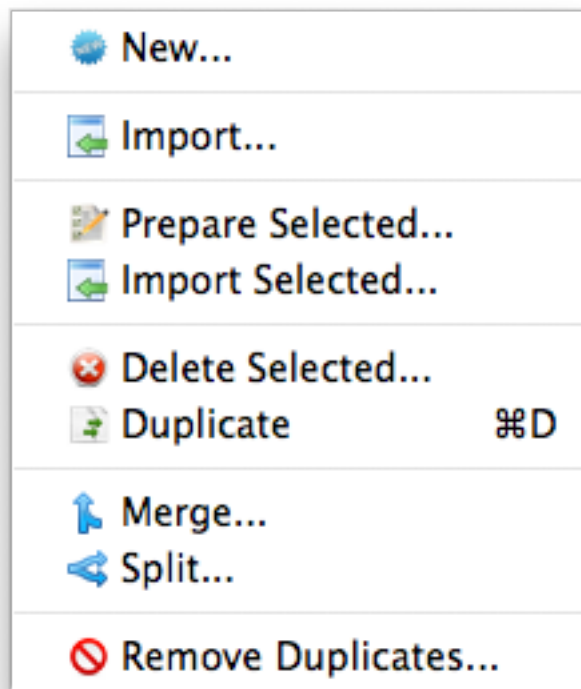 New...
Import...
Prepare Selected...
Import Selected...
Delete Selected...
Duplicate ⌘D
Merge...
Split...
Remove Duplicates...